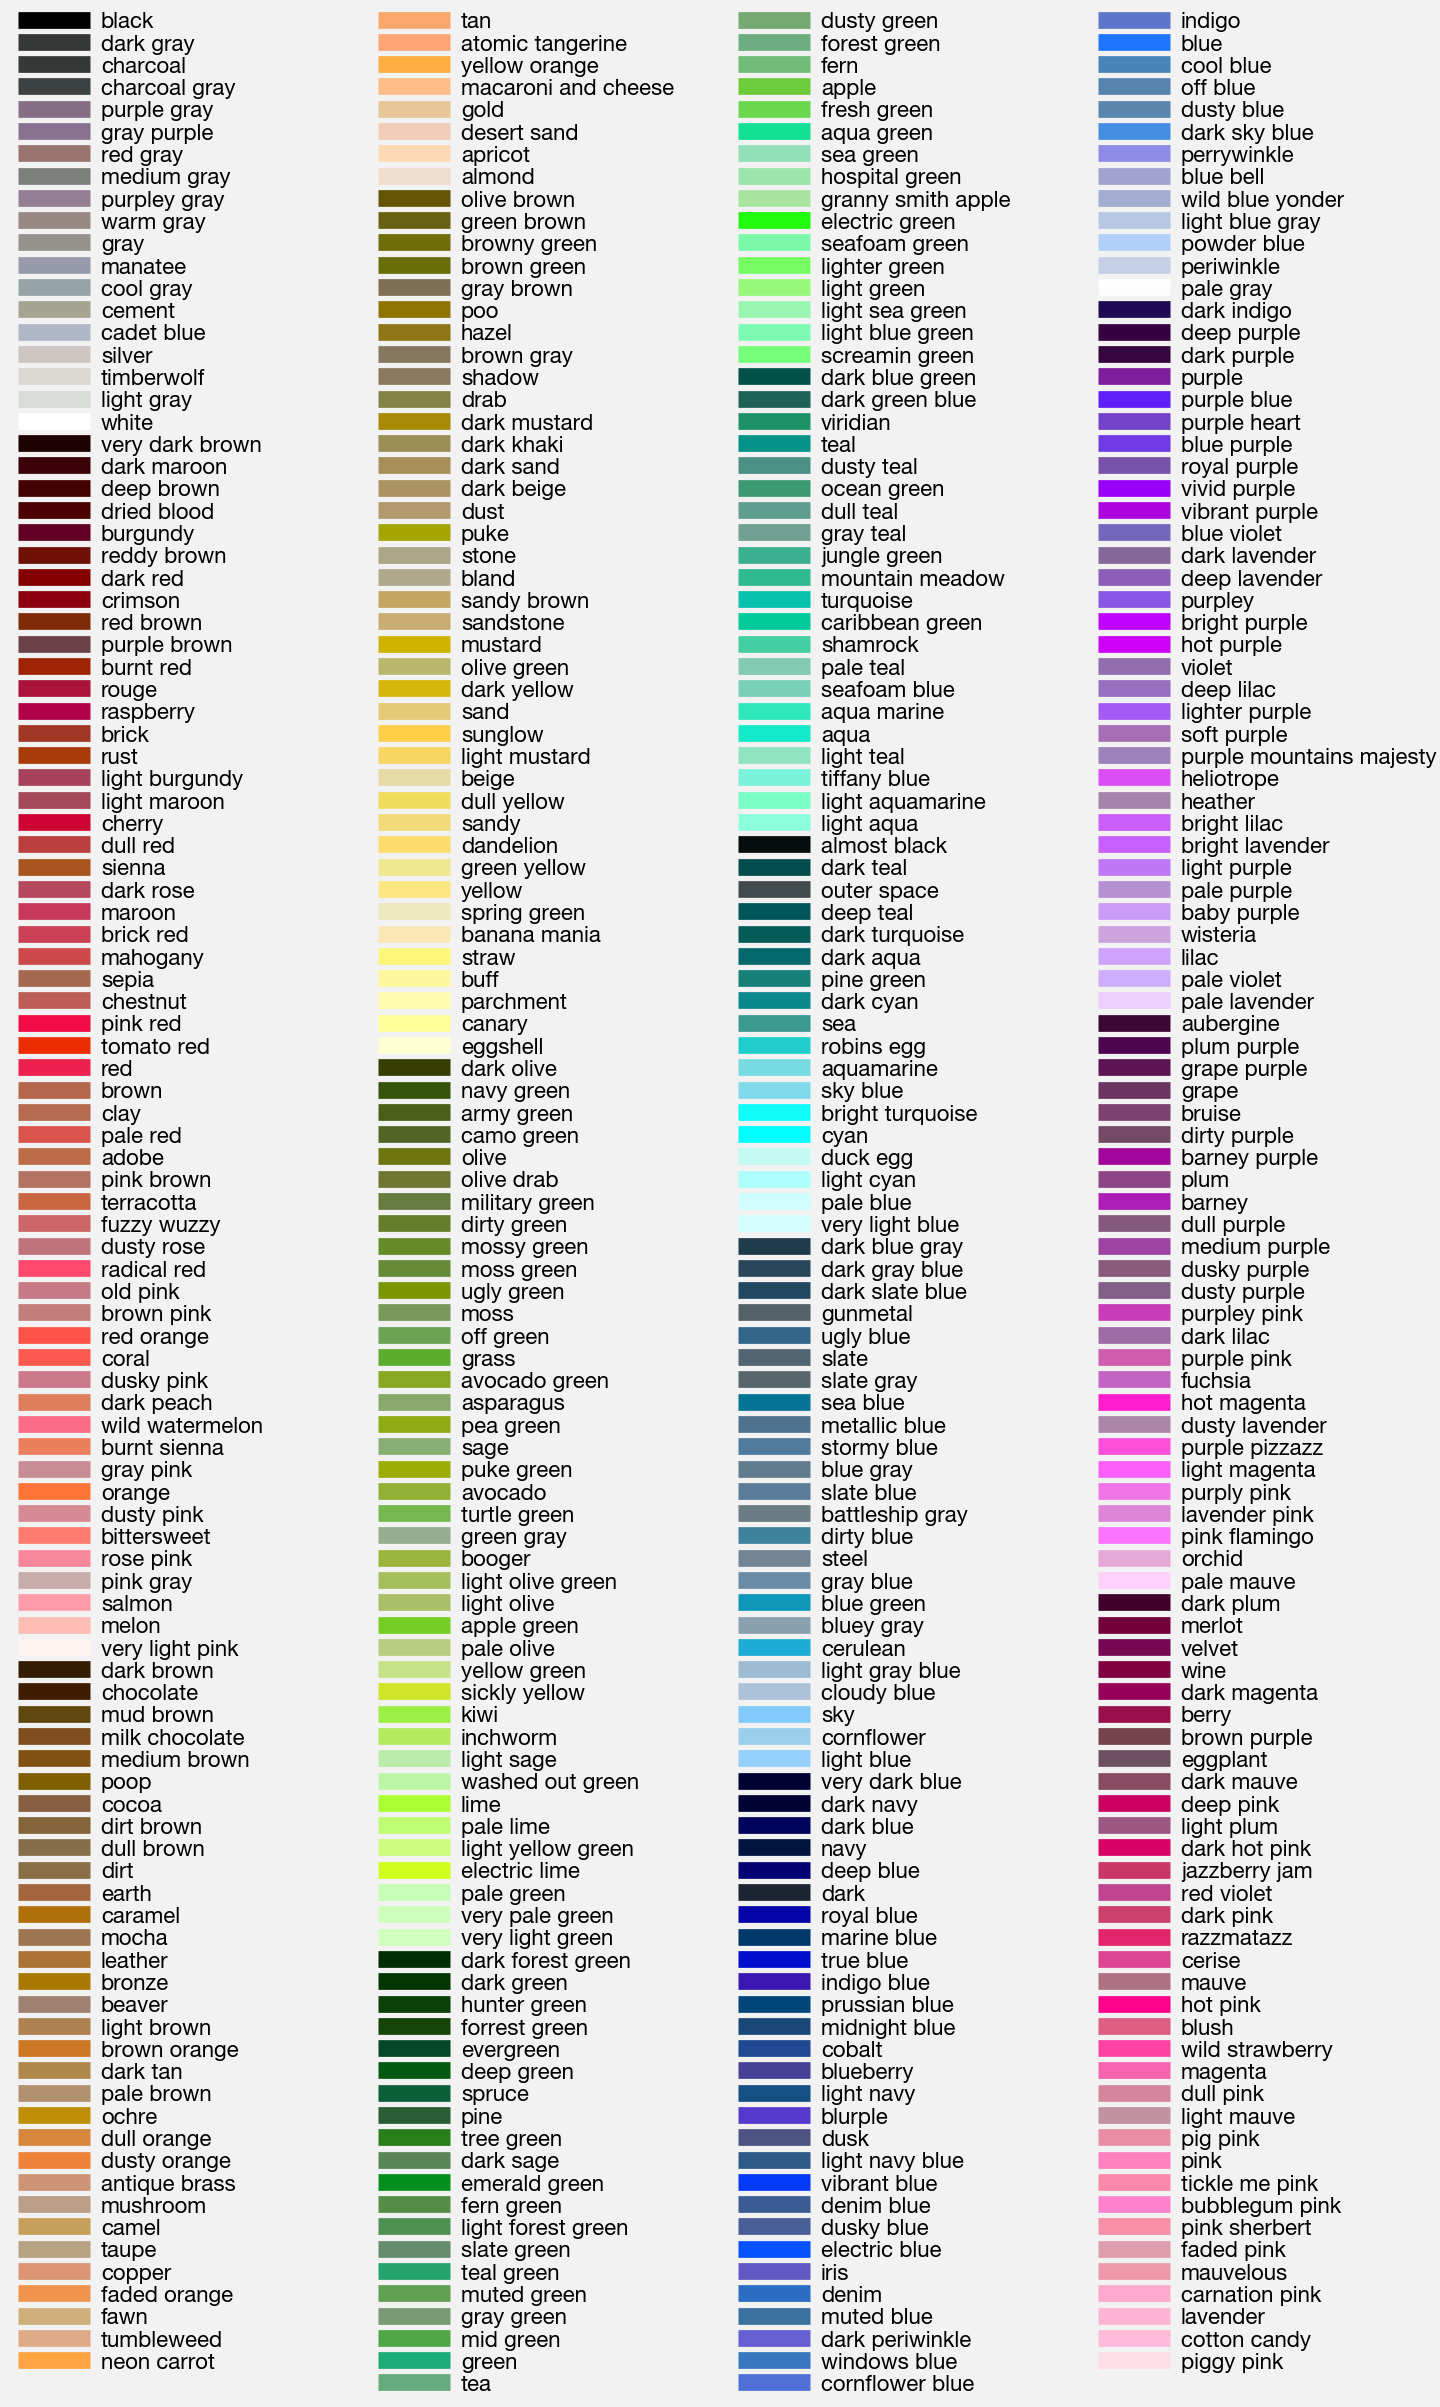 black
dark gray
charcoal
charcoal gray
purple gray
gray purple
red gray
medium gray
purpley gray
warm gray
gray
manatee
cool gray
cement
cadet blue
silver
timberwolf
light gray
white
very dark brown
dark maroon
deep brown
dried blood
burgundy
reddy brown
dark red
crimson
red brown
purple brown
burnt red
rouge
raspberry
brick
rust
light burgundy
light maroon
cherry
dull red
sienna
dark rose
maroon
brick red
mahogany
sepia
chestnut
pink red
tomato red
red
brown
clay
pale red
adobe
pink brown
terracotta
fuzzy wuzzy
dusty rose
radical red
old pink
brown pink
red orange
coral
dusky pink
dark peach
wild watermelon
burnt sienna
gray pink
orange
dusty pink
bittersweet
rose pink
pink gray
salmon
melon
very light pink
dark brown
chocolate
mud brown
milk chocolate
medium brown
poop
cocoa
dirt brown
dull brown
dirt
earth
caramel
mocha
leather
bronze
beaver
light brown
brown orange
dark tan
pale brown
ochre
dull orange
dusty orange
antique brass
mushroom
camel
taupe
copper
faded orange
fawn
tumbleweed
neon carrot
tan
atomic tangerine
yellow orange
macaroni and cheese
gold
desert sand
apricot
almond
olive brown
green brown
browny green
brown green
gray brown
poo
hazel
brown gray
shadow
drab
dark mustard
dark khaki
dark sand
dark beige
dust
puke
stone
bland
sandy brown
sandstone
mustard
olive green
dark yellow
sand
sunglow
light mustard
beige
dull yellow
sandy
dandelion
green yellow
yellow
spring green
banana mania
straw
buff
parchment
canary
eggshell
dark olive
navy green
army green
camo green
olive
olive drab
military green
dirty green
mossy green
moss green
ugly green
moss
off green
grass
avocado green
asparagus
pea green
sage
puke green
avocado
turtle green
green gray
booger
light olive green
light olive
apple green
pale olive
yellow green
sickly yellow
kiwi
inchworm
light sage
washed out green
lime
pale lime
light yellow green
electric lime
pale green
very pale green
very light green
dark forest green
dark green
hunter green
forrest green
evergreen
deep green
spruce
pine
tree green
dark sage
emerald green
fern green
light forest green
slate green
teal green
muted green
gray green
mid green
green
tea
dusty green
forest green
fern
apple
fresh green
aqua green
sea green
hospital green
granny smith apple
electric green
seafoam green
lighter green
light green
light sea green
light blue green
screamin green
dark blue green
dark green blue
viridian
teal
dusty teal
ocean green
dull teal
gray teal
jungle green
mountain meadow
turquoise
caribbean green
shamrock
pale teal
seafoam blue
aqua marine
aqua
light teal
tiffany blue
light aquamarine
light aqua
almost black
dark teal
outer space
deep teal
dark turquoise
dark aqua
pine green
dark cyan
sea
robins egg
aquamarine
sky blue
bright turquoise
cyan
duck egg
light cyan
pale blue
very light blue
dark blue gray
dark gray blue
dark slate blue
gunmetal
ugly blue
slate
slate gray
sea blue
metallic blue
stormy blue
blue gray
slate blue
battleship gray
dirty blue
steel
gray blue
blue green
bluey gray
cerulean
light gray blue
cloudy blue
sky
cornflower
light blue
very dark blue
dark navy
dark blue
navy
deep blue
dark
royal blue
marine blue
true blue
indigo blue
prussian blue
midnight blue
cobalt
blueberry
light navy
blurple
dusk
light navy blue
vibrant blue
denim blue
dusky blue
electric blue
iris
denim
muted blue
dark periwinkle
windows blue
cornflower blue
indigo
blue
cool blue
off blue
dusty blue
dark sky blue
perrywinkle
blue bell
wild blue yonder
light blue gray
powder blue
periwinkle
pale gray
dark indigo
deep purple
dark purple
purple
purple blue
purple heart
blue purple
royal purple
vivid purple
vibrant purple
blue violet
dark lavender
deep lavender
purpley
bright purple
hot purple
violet
deep lilac
lighter purple
soft purple
purple mountains majesty
heliotrope
heather
bright lilac
bright lavender
light purple
pale purple
baby purple
wisteria
lilac
pale violet
pale lavender
aubergine
plum purple
grape purple
grape
bruise
dirty purple
barney purple
plum
barney
dull purple
medium purple
dusky purple
dusty purple
purpley pink
dark lilac
purple pink
fuchsia
hot magenta
dusty lavender
purple pizzazz
light magenta
purply pink
lavender pink
pink flamingo
orchid
pale mauve
dark plum
merlot
velvet
wine
dark magenta
berry
brown purple
eggplant
dark mauve
deep pink
light plum
dark hot pink
jazzberry jam
red violet
dark pink
razzmatazz
cerise
mauve
hot pink
blush
wild strawberry
magenta
dull pink
light mauve
pig pink
pink
tickle me pink
bubblegum pink
pink sherbert
faded pink
mauvelous
carnation pink
lavender
cotton candy
piggy pink